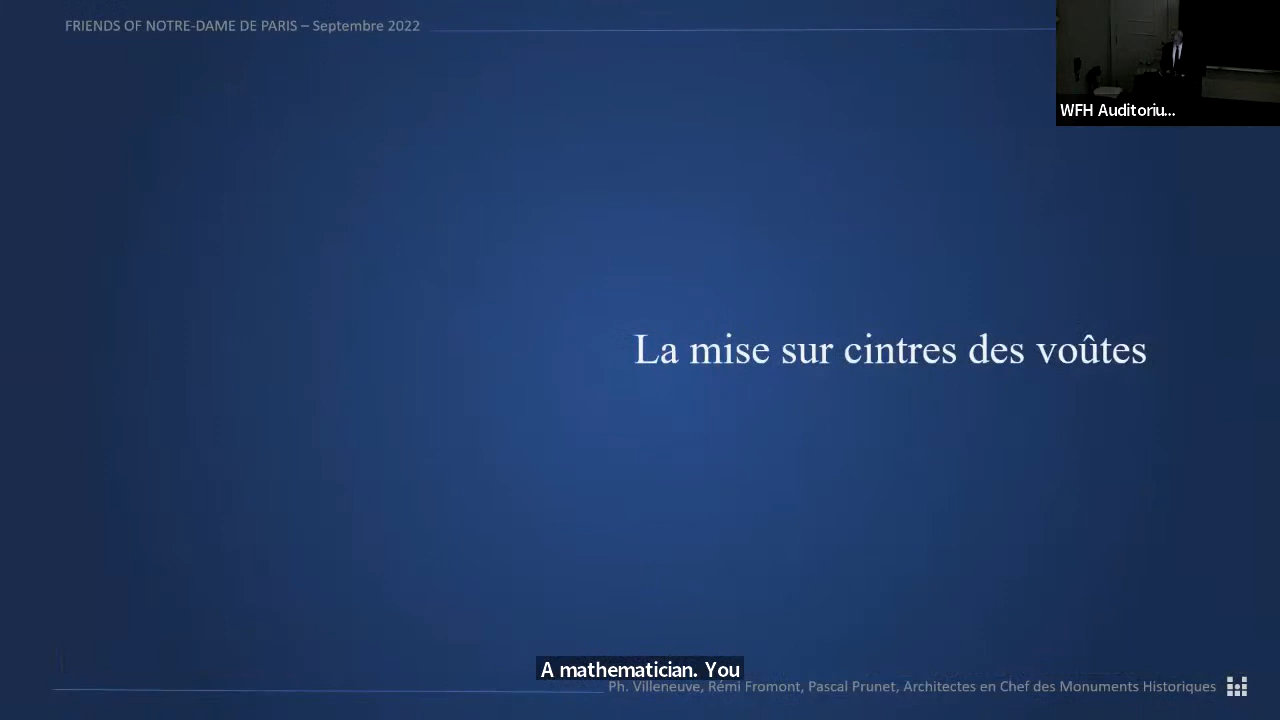 FRIENDS OF NOTRE-DAME DE PARIS – Septembre 2022
WFH Auditoriu...
La mise sur cintres des voûtes
A mathematician. You
Ph. Villeneuve, Rémi Fromont, Pascal Prunet, Architectes en Chef des Monuments Historiques